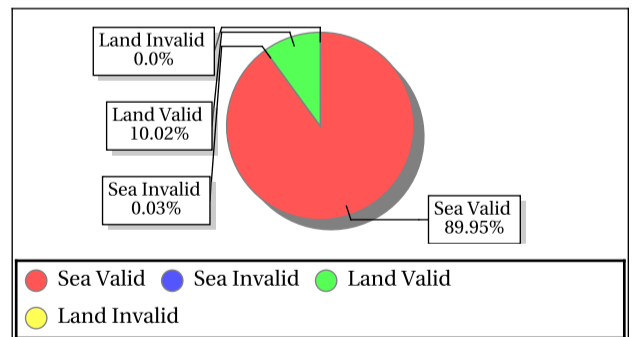 Land Invalid
0.0%
Land Valid
10.02%
Sea Invalid
0.03%
Sea Valid
89.95%
Sea Valid Sea Invalid Land Valid
Land Invalid